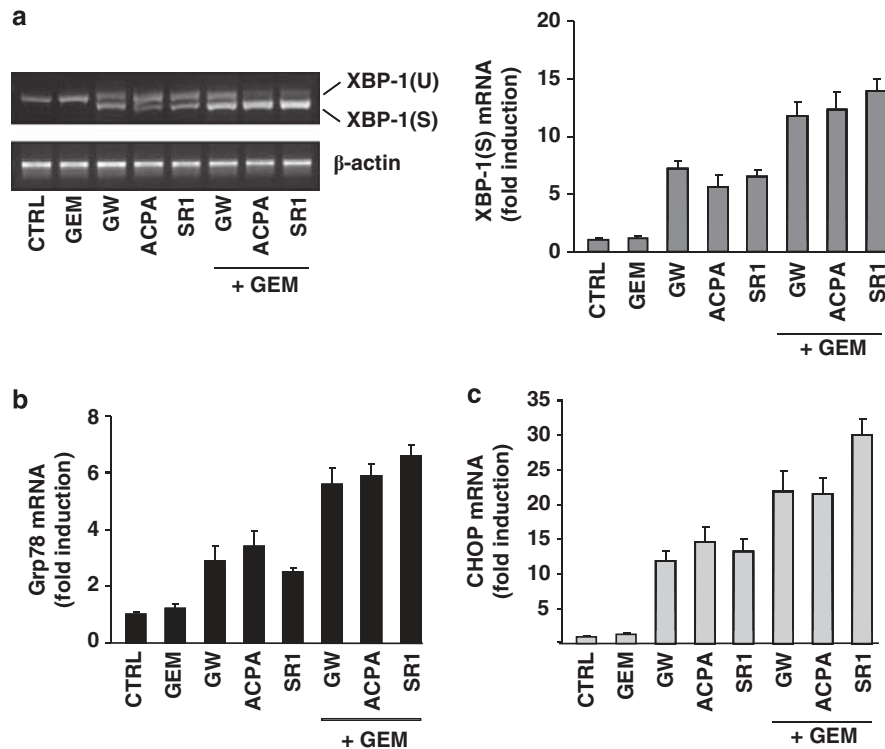 a
XBP-1(U)
XBP-1(S)
β-actin
CTRL
GEM
GW
ACPA
SR1
GW
ACPA
SR1
+ GEM
XBP-1(S) mRNA
(fold induction)
20
15
10
5
0
CTRL
GEM
GW
ACPA
SR1
GW
ACPA
SR1
+ GEM
b
Grp78 mRNA
(fold induction)
8
6
4
2
0
CTRL
GEM
GW
ACPA
SR1
GW
ACPA
SR1
+ GEM
c
CHOP mRNA
(fold induction)
35
30
25
20
15
10
5
CTRL
GEM
GW
ACPA
SR1
GW
ACPA
SR1
+ GEM